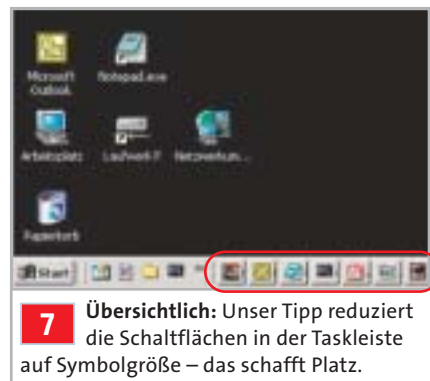 Microsoft
Outlook
Notepad.exe
Arbeitsplatz
Laufwerk F
Netzwerkum...
Papierkorb
Start
7
Übersichtlich: Unser Tipp reduziert
die Schaltflächen in der Taskleiste
auf Symbolgröße – das schafft Platz.